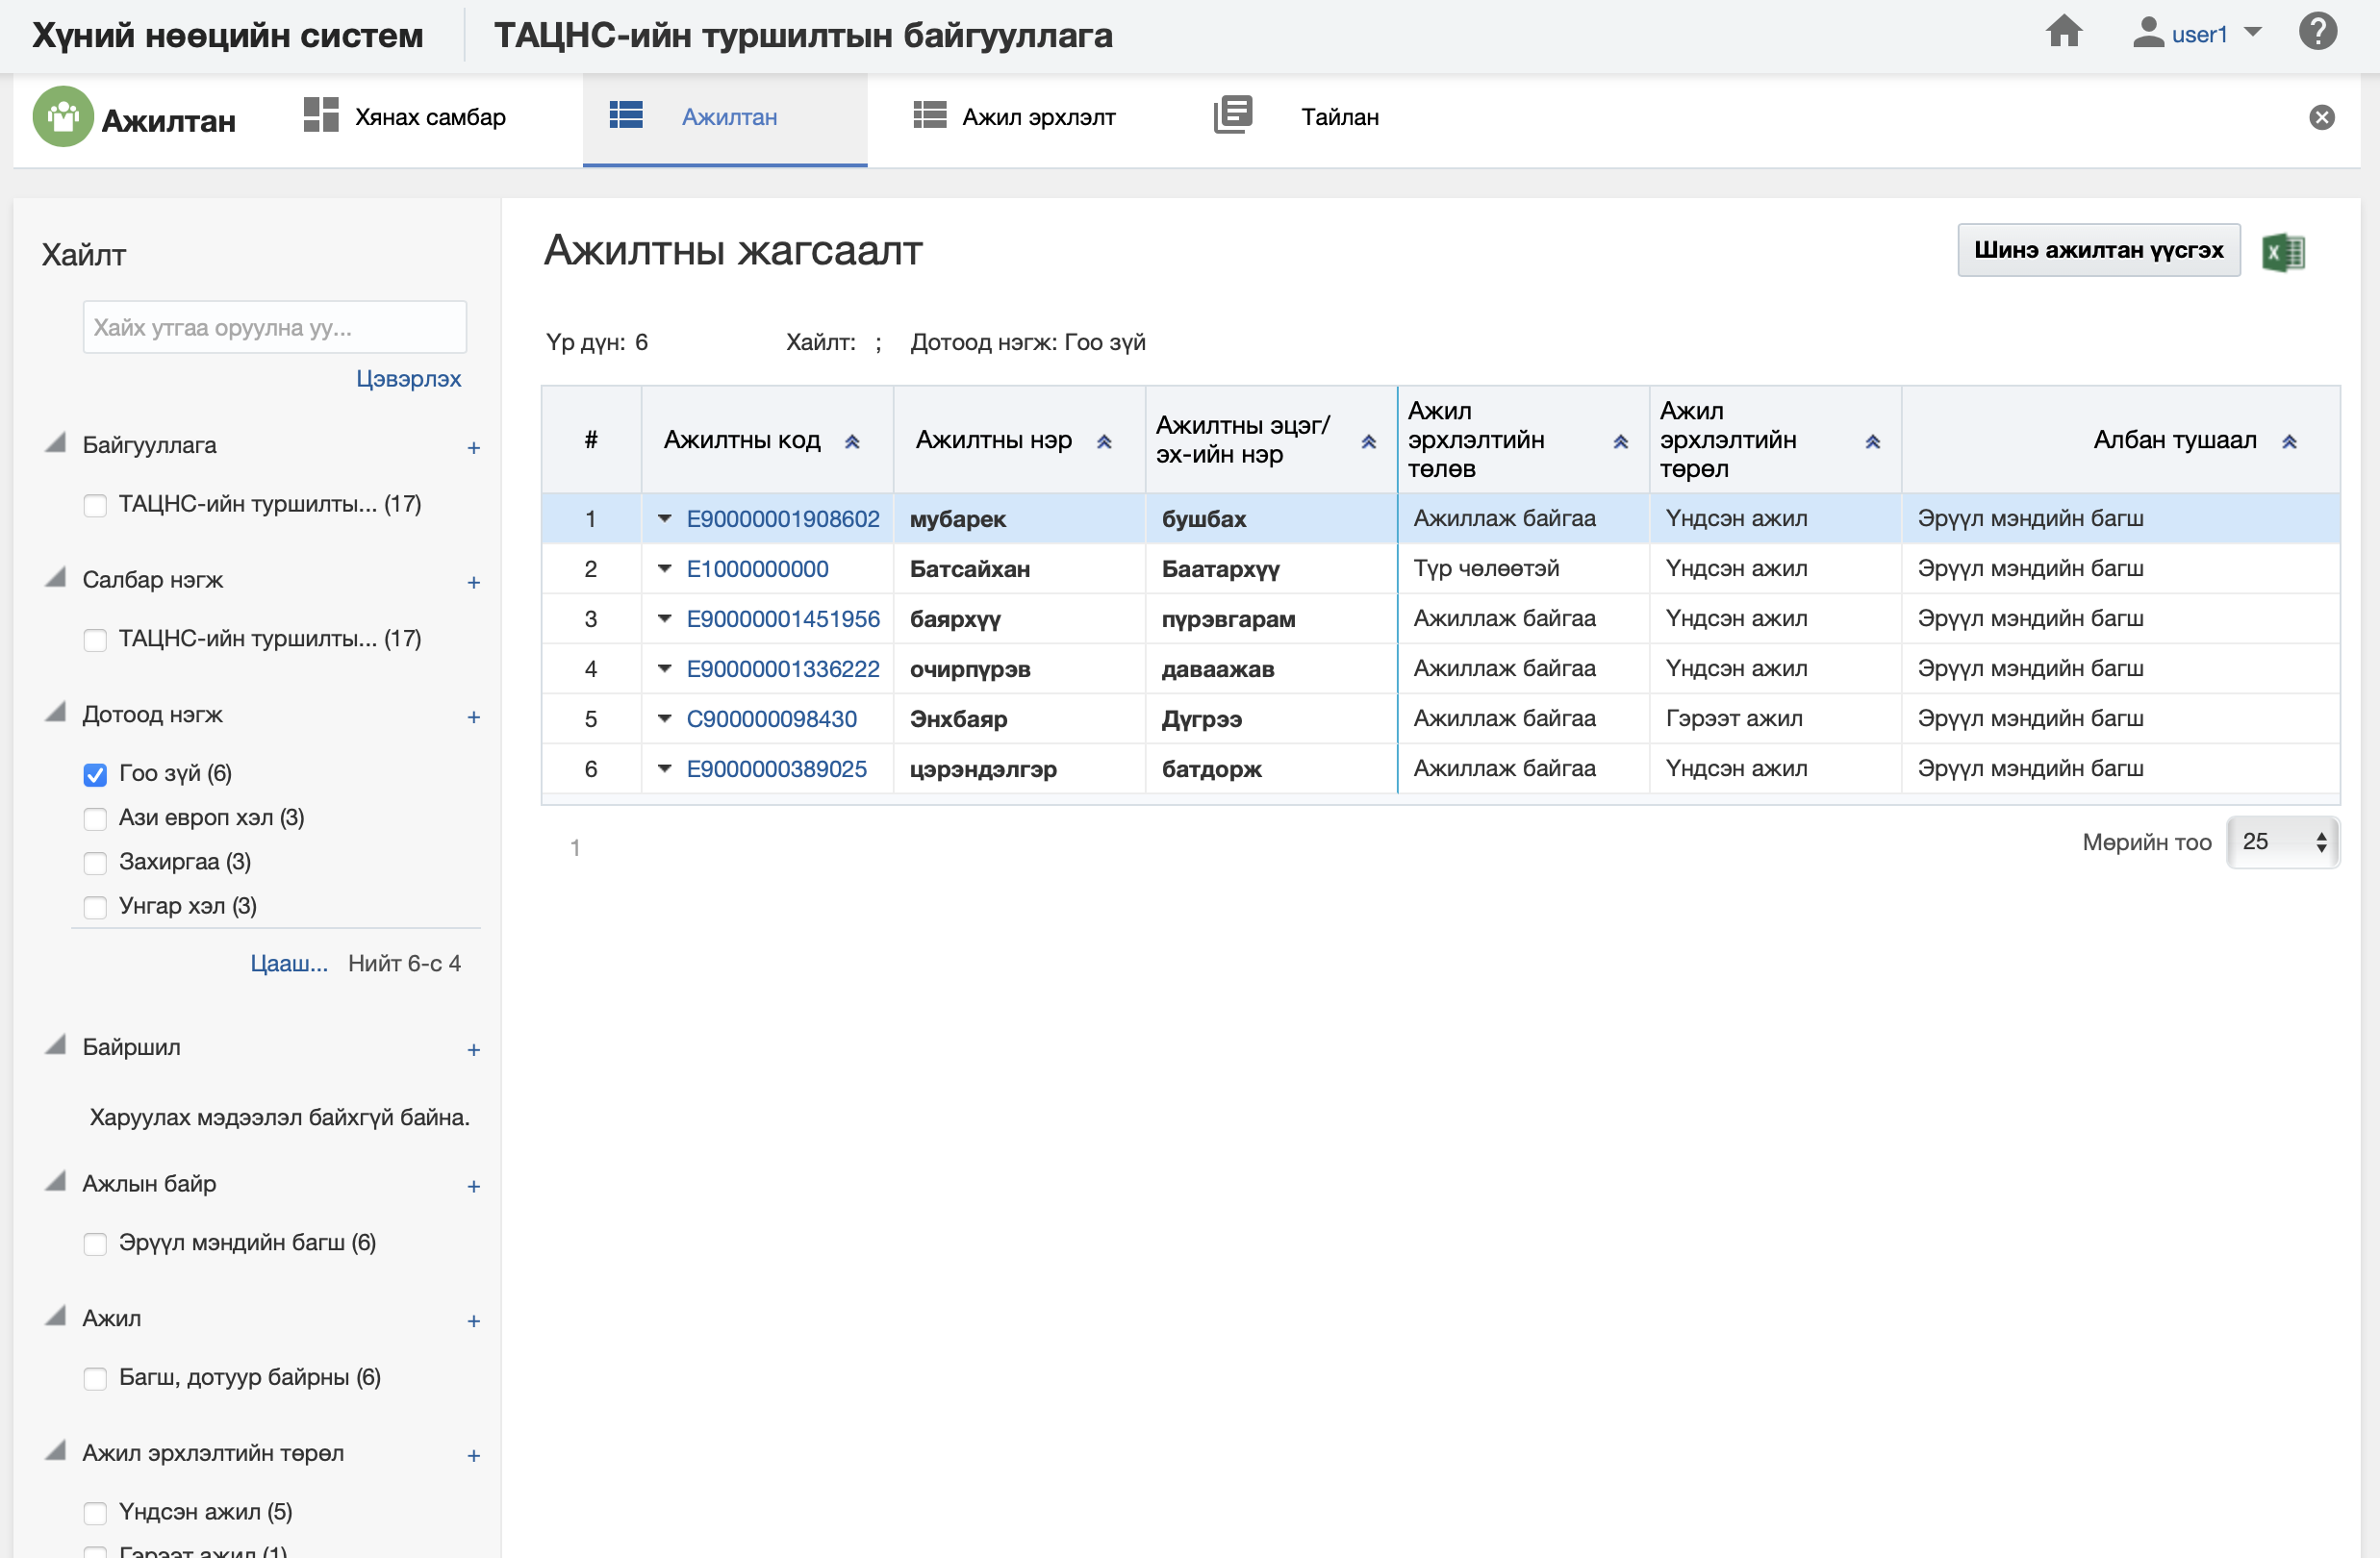 Хүний нөөцийн систем
ТАЦНС-ийн туршилтын байгууллага
user1
Ажилтан
Хянах самбар
Ажилтан
Ажил эрхлэлт
Тайлан
Хайлт
Хайх утгаа оруулна уу...
Цэвэрлэх
Байгууллага +
ТАЦНС-ийн туршилты... (17)
Салбар нэгж +
ТАЦНС-ийн туршилты... (17)
Дотоод нэгж +
Гоо зүй (6)
Ази европ хэл (3)
Захиргаа (3)
Унгар хэл (3)
Цааш... Нийт 6-с 4
Байршил +
Харуулах мэдээлэл байхгүй байна.
Ажлын байр +
Эрүүл мэндийн багш (6)
Ажил +
Багш, дотуур байрны (6)
Ажил эрхлэлтийн төрөл +
Үндсэн ажил (5)
Гэрээт ажил (1)
Ажилтны жагсаалт
Шинэ ажилтан үүсгэх
Үр дүн: 6 Хайлт: ; Дотоод нэгж: Гоо зүй
# Ажилтны код Ажилтны нэр Ажилтны эцэг/ эх-ийн нэр Ажил эрхлэлтийн төлөв Ажил эрхлэлтийн төрөл Албан тушаал
1 E90000001908602 мубарек бушбах Ажиллаж байгаа Үндсэн ажил Эрүүл мэндийн багш
2 E1000000000 Батсайхан Баатархүү Түр чөлөөтэй Үндсэн ажил Эрүүл мэндийн багш
3 E90000001451956 баярхүү пүрэвгарам Ажиллаж байгаа Үндсэн ажил Эрүүл мэндийн багш
4 E90000001336222 очирпүрэв даваажав Ажиллаж байгаа Үндсэн ажил Эрүүл мэндийн багш
5 C900000098430 Энхбаяр Дүгрээ Ажиллаж байгаа Гэрээт ажил Эрүүл мэндийн багш
6 E9000000389025 цэрэндэлгэр батдорж Ажиллаж байгаа Үндсэн ажил Эрүүл мэндийн багш
1
Мөрийн тоо 25